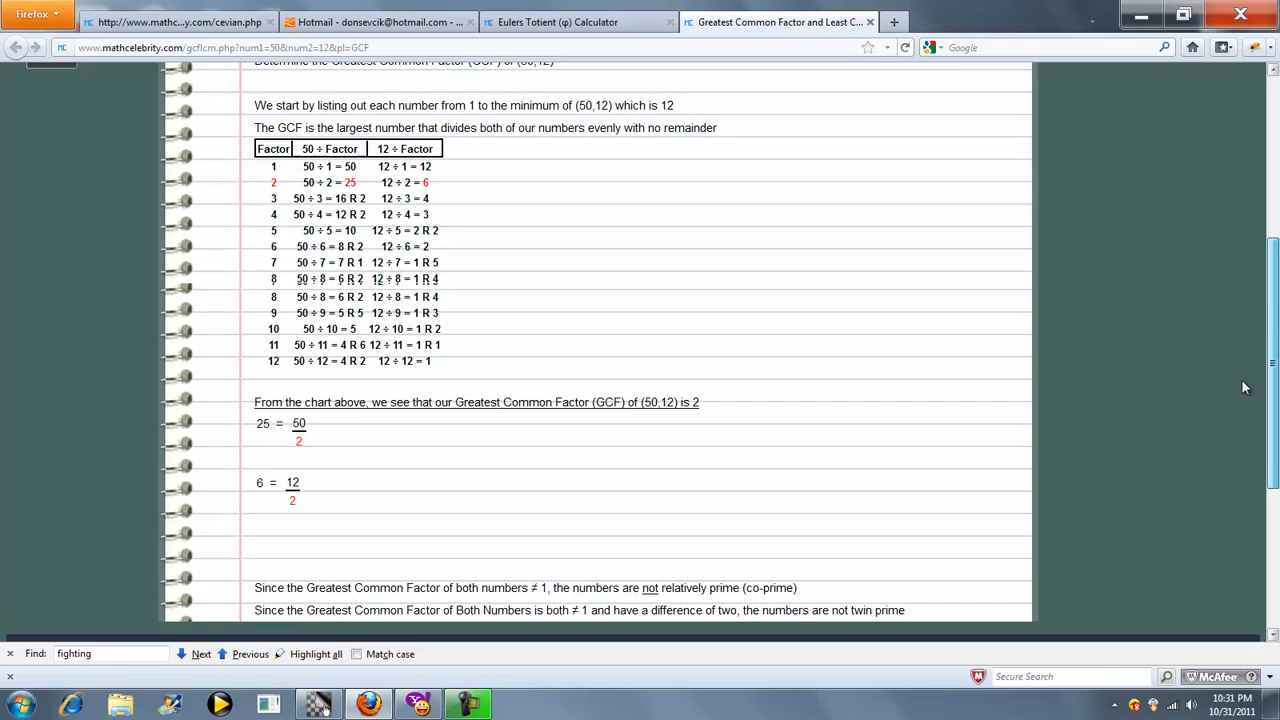 Firefox
http://www.mathc...y.com/cevian.php
Hotmail - donsevcik@hotmail.com - ...
Eulers Totient (φ) Calculator
Greatest Common Factor and Least C...
www.mathcelebrity.com/gcflcm.php?num1=50&num2=12&pl=GCF
Google
Determine the Greatest Common Factor (GCF) of (50,12)
We start by listing out each number from 1 to the minimum of (50,12) which is 12
The GCF is the largest number that divides both of our numbers evenly with no remainder
Factor 50 ÷ Factor 12 ÷ Factor
1 50 ÷ 1 = 50 12 ÷ 1 = 12
2 50 ÷ 2 = 25 12 ÷ 2 = 6
3 50 ÷ 3 = 16 R 2 12 ÷ 3 = 4
4 50 ÷ 4 = 12 R 2 12 ÷ 4 = 3
5 50 ÷ 5 = 10 12 ÷ 5 = 2 R 2
6 50 ÷ 6 = 8 R 2 12 ÷ 6 = 2
7 50 ÷ 7 = 7 R 1 12 ÷ 7 = 1 R 5
8 50 ÷ 8 = 6 R 2 12 ÷ 8 = 1 R 4
8 50 ÷ 8 = 6 R 2 12 ÷ 8 = 1 R 4
9 50 ÷ 9 = 5 R 5 12 ÷ 9 = 1 R 3
10 50 ÷ 10 = 5 12 ÷ 10 = 1 R 2
11 50 ÷ 11 = 4 R 6 12 ÷ 11 = 1 R 1
12 50 ÷ 12 = 4 R 2 12 ÷ 12 = 1
From the chart above, we see that our Greatest Common Factor (GCF) of (50,12) is 2
25 = 50
2
6 = 12
2
Since the Greatest Common Factor of both numbers ≠ 1, the numbers are not relatively prime (co-prime)
Since the Greatest Common Factor of Both Numbers is both ≠ 1 and have a difference of two, the numbers are not twin prime
Find: fighting Next Previous Highlight all Match case
Secure Search McAfee
10:31 PM
10/31/2011